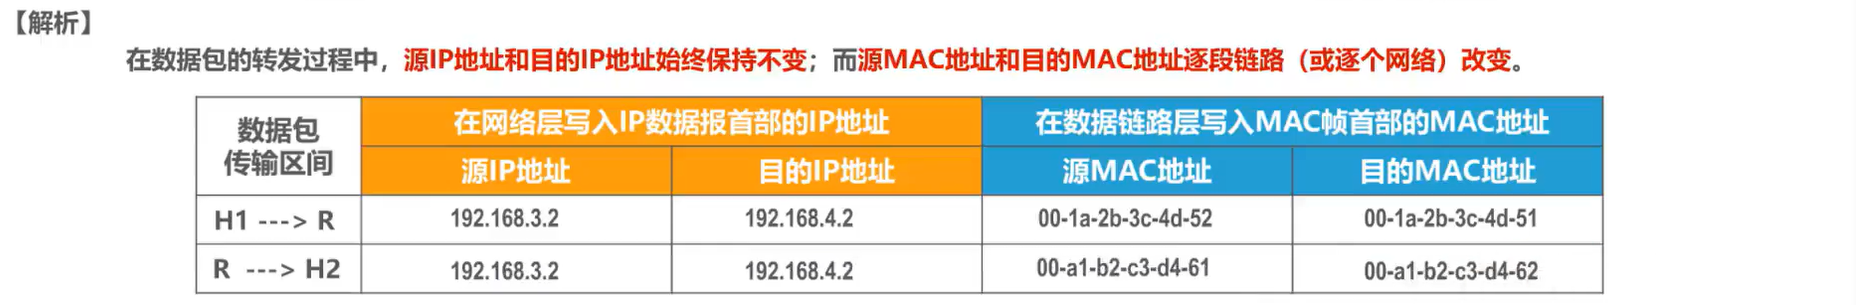 【解析】
在数据包的转发过程中，源IP地址和目的IP地址始终保持不变；而源MAC地址和目的MAC地址逐段链路（或逐个网络）改变。
数据包
传输区间
在网络层写入IP数据报首部的IP地址
在数据链路层写入MAC帧首部的MAC地址
源IP地址
目的IP地址
源MAC地址
目的MAC地址
H1 ---> R
192.168.3.2
192.168.4.2
00-1a-2b-3c-4d-52
00-1a-2b-3c-4d-51
R ---> H2
192.168.3.2
192.168.4.2
00-a1-b2-c3-d4-61
00-a1-b2-c3-d4-62